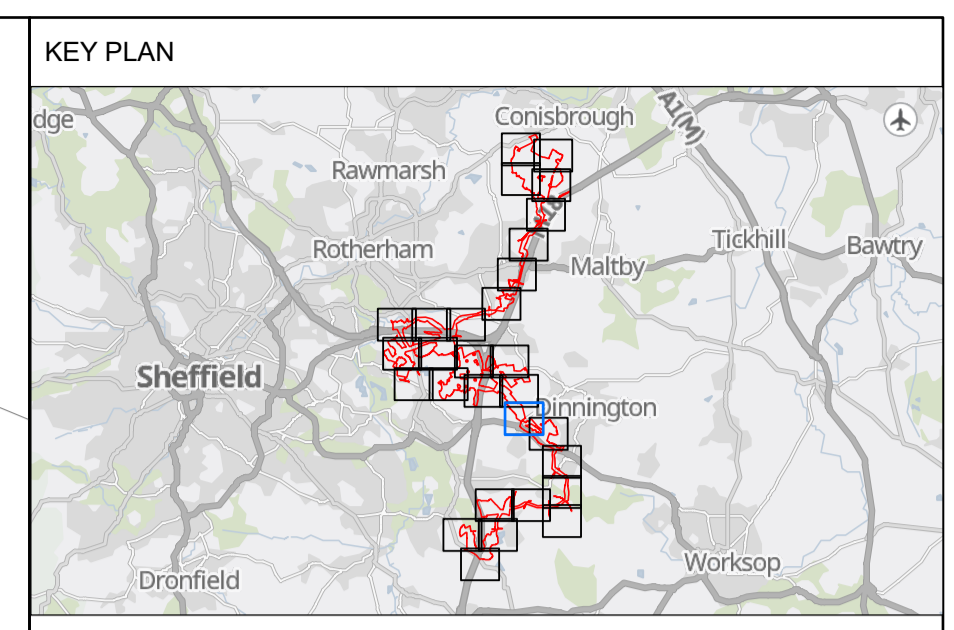 KEY PLAN
dge
Conisbrough
A1(M)
Rawmarsh
Rotherham
Tickhill
Bawtry
Maltby
Sheffield
Dinnington
Worksop
Dronfield